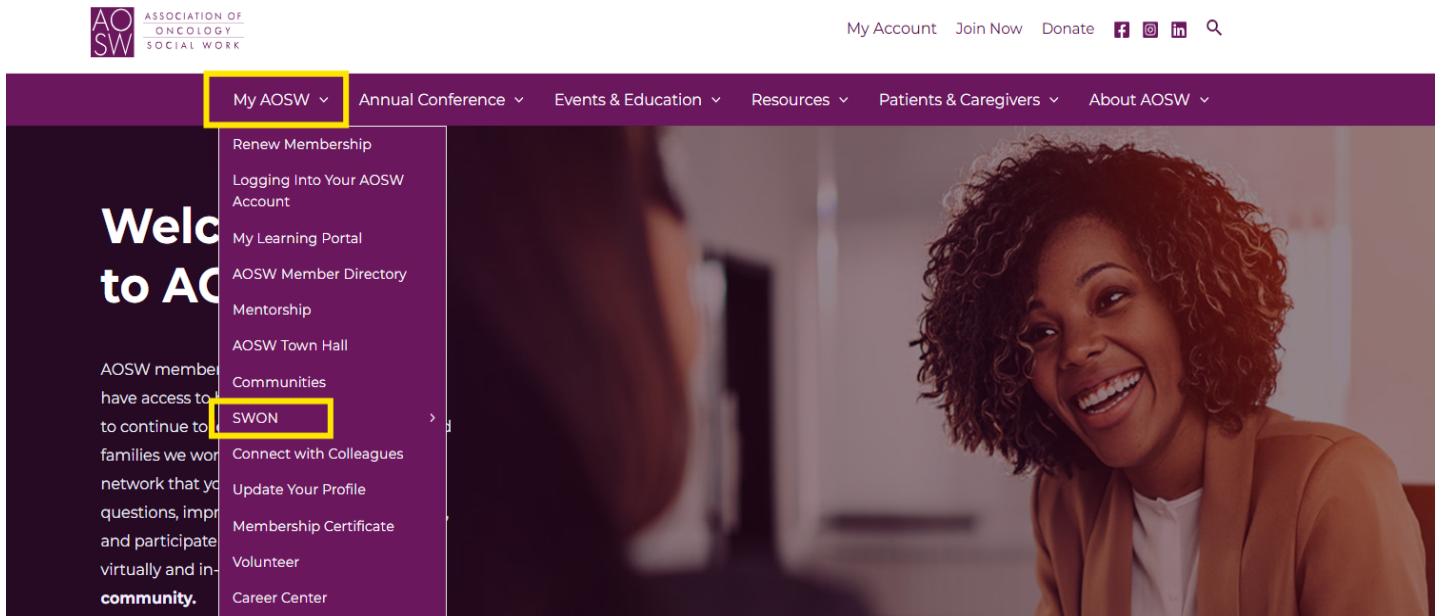 AO
SW
ASSOCIATION OF
ONCOLOGY
SOCIAL WORK
My Account Join Now Donate
My AOSW Annual Conference Events & Education Resources Patients & Caregivers About AOSW
Renew Membership
Logging Into Your AOSW
Account
My Learning Portal
AOSW Member Directory
Mentorship
AOSW Town Hall
Communities
SWON
Connect with Colleagues
Update Your Profile
Membership Certificate
Volunteer
Career Center
Welc
to AO
AOSW member
have access to
to continue to
families we wor
network that yo
questions, impr
and participate
virtually and in-
community.